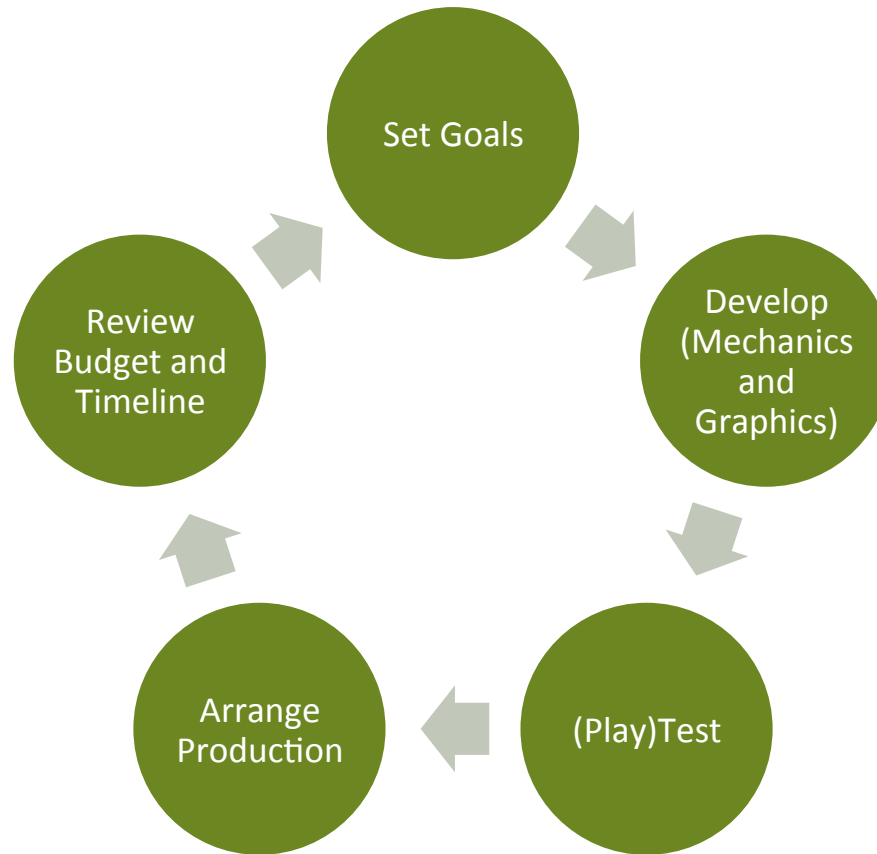 Set Goals
Develop
(Mechanics
and
Graphics)
(Play)Test
Arrange
Production
Review
Budget and
Timeline